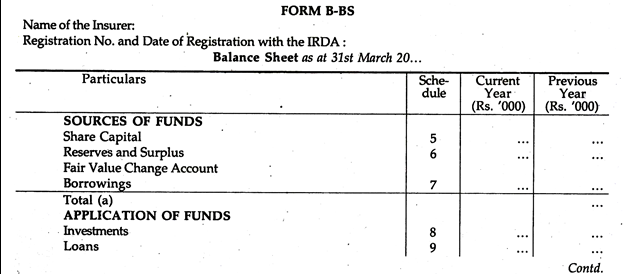 FORM B-BS
Name of the Insurer:
Registration No. and Date of Registration with the IRDA :
Balance Sheet as at 31st March 20...
Particulars Sche-dule Current Year (Rs. '000) Previous Year (Rs. '000)
SOURCES OF FUNDS
Share Capital 5 ... ...
Reserves and Surplus 6 ... ...
Fair Value Change Account
Borrowings 7 ... ...
Total (a) ...
APPLICATION OF FUNDS
Investments 8 ... ...
Loans 9 ... ...
Contd.